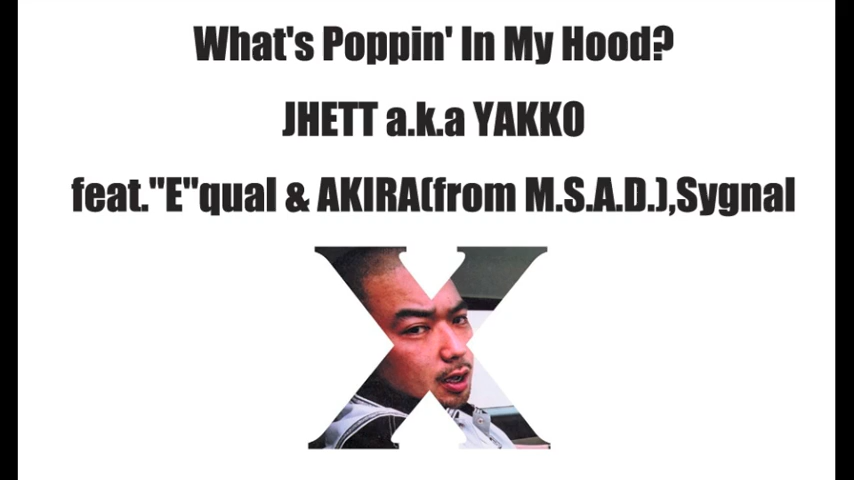 What's Poppin' In My Hood?
JHETT a.k.a YAKKO
feat."E"qual & AKIRA(from M.S.A.D.),Sygnal
X